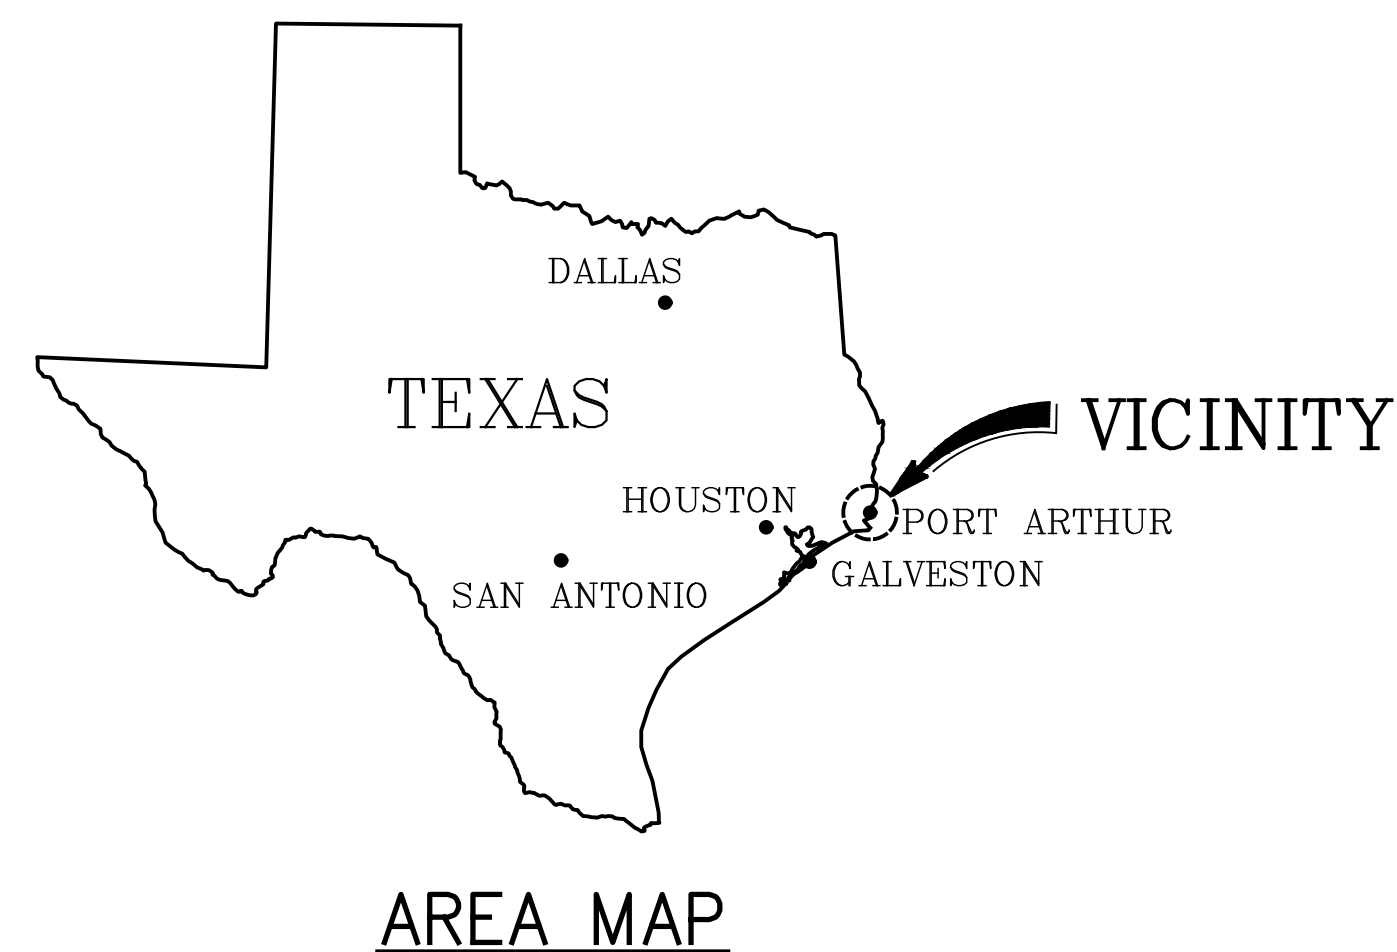 DALLAS
TEXAS
VICINITY
HOUSTON
PORT ARTHUR
GALVESTON
SAN ANTONIO
AREA MAP